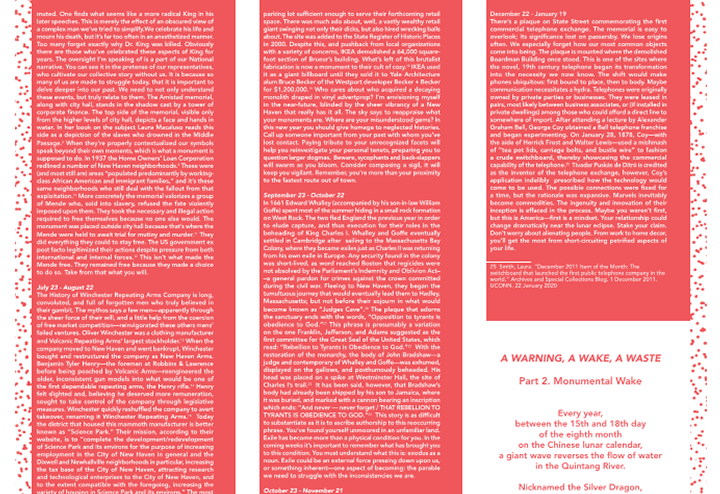 muted. One finds what seems like a more radical King in his
later speeches. This is merely the effect of an obscured view of
a complex man we've tried to simplify. We celebrate his life and
mourn his death, but it's far too often in an anesthetized manner.
Too many forget exactly why Dr. King was killed. Obviously
there are those who've celebrated these aspects of King for
years. The oversight I'm speaking of is a part of our National
narrative. You can see it in the pretense of our representatives,
who cultivate our collective story without us. It is because so
many of us are made to struggle today, that it is important to
delve deeper into our past. We need to not only understand
these events, but truly relate to them. The Amistad memorial,
along with city hall, stands in the shadow cast by a tower of
corporate finance. The top of the memorial, visible only
from the higher levels of city hall, depicts a face and hands in
water. In her book on the subject Laura Macaluso reads this
side as a depiction of the slaves who drowned in the Middle
Passage. When they're properly contextualized our symbols
speak beyond their own moments, which is what a monument is
supposed to do. In 1937 the Home Owners' Loan Corporation
redlined a number of New Haven neighborhoods. These were
(and most still are) areas "populated predominantly by working-
class African American and immigrant families," and it's these
same neighborhoods who still deal with the fallout from that
exploitation. More concretely the memorial valorizes a group
of Mende who, said into slavery, refused the fate violently
imposed upon them. They took the necessary and illegal action
required to free themselves because no one else would. The
monument was placed outside city hall because that's where the
Mende were held to await trial for mutiny and murder. They
did everything they could to stay free. The US government ex
post facto legitimized their actions despite pressure from both
international and internal forces. This isn't what made the
Mende free. They remained free because they made a choice
to do so. Take from that what you will.
July 23 - August 22
The History of Winchester Repeating Arms Company is long,
convoluted, and full of forgotten men who truly believed in
their gambit. The mythos says a few men—apparently through
the sheer force of their will, and a little help from the coercion
of free market competition—reinvigorated these others mens'
failed ventures. Oliver Winchester was a clothing manufacturer
and Volcanic Repeating Arms' largest stockholder. When the
company moved to New Haven and went bankrupt, Winchester
bought and restructured the company as New Haven Arms.
Benjamin Tyler Henry—the foreman at Robbins & Lawrence
before being poached by Volcanic Arms—reengineered the
older, inconsistent gun models into what would be one of
the first dependable repeating arms, the Henry rifle. Henry
felt slighted and, believing he deserved more remuneration,
sought to take control of the company through legislative
measures. Winchester quickly reshuffled the company to avert
takeover, renaming it Winchester Repeating Arms. Today
the district that housed this mammoth manufacturer is better
known as "Science Park." Their mission, according to their
website, is to "complete the development/redevelopment
of Science Park and its environs for the purpose of increasing
employment in the City of New Haven in general and the
Dixwell and Newhallville neighborhoods in particular, increasing
the tax base of the City of New Haven, attracting research
and technological enterprises to the City of New Haven, and
to the extent compatible with the foregoing, increasing the
variety of housing in Science Park and its environs." The most
parking lot sufficient enough to serve their forthcoming retail
space. There was much ado about, well, a vastly wealthy retail
giant swinging not only their dicks, but also hired wrecking balls
about. The site was added to the State Register of Historic Places
in 2000. Despite this, and pushback from local organisations
with a variety of concerns, IKEA demolished a 64,000 square-
foot section of Breuer's building. What's left of this brutalist
fabrication is now a monument to their cult of cozy. IKEA used
it as a giant billboard until they sold it to Yale Architecture
alum Bruce Becker of the Westport developer Becker + Becker
for $1,200,000. Who cares about who acquired a decaying
monolith draped in vinyl advertising? I'm envisioning myself
in the near-future, blinded by the sheer vibrancy of a New
Haven that really has it all. The sky says to reappraise what
your monuments are. Where are your misunderstood gems? In
this new year you should give homage to neglected histories.
Call up someone important from your past with whom you've
lost contact. Paying tribute to your unrecognized facets will
help you reinvigorate your personal tenets, preparing you to
question larger dogmas. Beware, sycophants and back-slappers
will swarm as you bloom. Consider composing a sigil, it will
keep you vigilant. Remember; you're more than your proximity
to the fastest route out of town.
September 23 - October 22
In 1661 Edward Whalley (accompanied by his son-in-law William
Goffe) spent most of the summer hiding in a small rock formation
on West Rock. The two fled England the previous year in order
to elude capture, and thus execution for their roles in the
beheading of King Charles I. Whalley and Goffe eventually
settled in Cambridge after sailing to the Massachusetts Bay
Colony, where they became exiles just as Charles II was returning
from his own exile in Europe. Any security found in the colony
was short-lived, as word reached Boston that regicides were
not absolved by the Parliament's Indemnity and Oblivion Act—
a general pardon for crimes against the crown committed
during the civil war. Fleeing to New Haven, they began the
tumultuous journey that would eventually lead them to Hadley,
Massachusetts; but not before their sojourn in what would
become known as "Judges Cave". The plaque that adorns
the sanctuary ends with the words, "Opposition to tyrants is
obedience to God." This phrase is presumably a variation
on the one Franklin, Jefferson, and Adams suggested as the
first committee for the Great Seal of the United States, which
read: "Rebellion to Tyrants is Obedience to God." With the
restoration of the monarchy, the body of John Bradshaw—a
judge and contemporary of Whalley and Goffe—was exhumed,
displayed on the gallows, and posthumously beheaded. His
head was placed on a spike at Westminster Hall, the site of
Charles I's trail. It has been said, however, that Bradshaw's
body had already been shipped by his son to Jamaica, where
it was buried, and marked with a cannon bearing an inscription
which ends: "And never — never forget / THAT REBELLION TO
TYRANTS IS OBEDIENCE TO GOD." This story is as difficult
to substantiate as it is to ascribe authorship to this reoccurring
phrase. You've found yourself unmoored in an unfamiliar land.
Exile has become more than a physical condition for you. In the
coming weeks it's important to remember what has brought you
to this condition. You must understand what this is: exodus as a
noun. Exile could be an external force pressing down upon us,
or something inherent—one aspect of becoming: the parable
we need to struggle with the inconsistencies we are.
October 23 - November 21
December 22 - January 19
There's a plaque on State Street commemorating the first
commercial telephone exchange. The memorial is easy to
overlook; its significance lost on passersby. We lose origins
often. We especially forget how our most common objects
come into being. The plaque is mounted where the demolished
Boardman Building once stood. This is one of the sites where
the novel, 19th century telephone began its transformation
into the necessity we now know. The shift would make
phones ubiquitous: first bound to place, then to body. Maybe
communication necessitates a hydra. Telephones were originally
owned by private parties or businesses. They were leased in
pairs, most likely between business associates, or (if installed in
private dwellings) among those who could afford a direct line to
somewhere of import. After attending a lecture by Alexander
Graham Bell, George Coy obtained a Bell telephone franchise
and began experimenting. On January 28, 1878, Coy—with
the aide of Herrick Frost and Walter Lewis—used a mishmash
of "tea pot lids, carriage bolts, and bustle wire" to fashion
a crude switchboard, thereby showcasing the commercial
capability of the telephone. Tivadar Puskás de Ditró is credited
as the inventor of the telephone exchange, however, Coy's
application indelibly prescribed how the technology would
come to be used. The possible connections were fixed for
a time, but the rationale was expansive. Marvels inevitably
become commodities. The ingenuity and innovation of their
inception is effaced in the process. Maybe you weren't first,
but this is America—first is a mindset. Your relationship could
change dramatically near the lunar eclipse. Stake your claim.
Don't worry about alienating people. From work to home decor,
you'll get the most from short-circuiting petrified aspects of
your life.
25 Smith, Laura. "December 2011 Item of the Month: The
switchboard that launched the first public telephone company in the
world." Archives and Special Collections Blog, 1 December 2011.
UCONN. 22 January 2020
A WARNING, A WAKE, A WASTE
Part 2. Monumental Wake
Every year,
between the 15th and 18th day
of the eighth month
on the Chinese lunar calendar,
a giant wave reverses the flow of water
in the Quintang River.
Nicknamed the Silver Dragon,